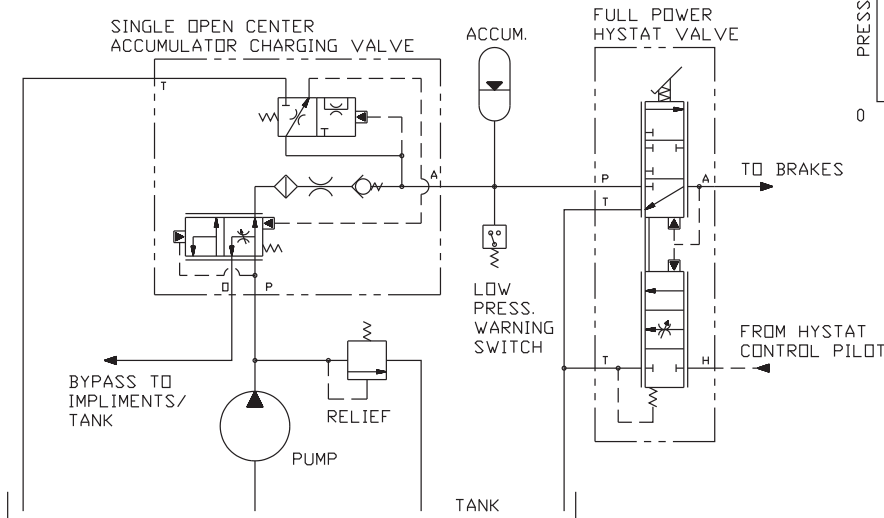 SINGLE OPEN CENTER
ACCUMULATOR CHARGING VALVE
ACCUM.
FULL POWER
HYSTAT VALVE
PRESS
0
T
T
A
P
A
TO BRAKES
T
O
P
LOW
PRESS.
WARNING
SWITCH
FROM HYSTAT
CONTROL PILOT
T
H
BYPASS TO
IMPLIMENTS/
TANK
RELIEF
PUMP
TANK